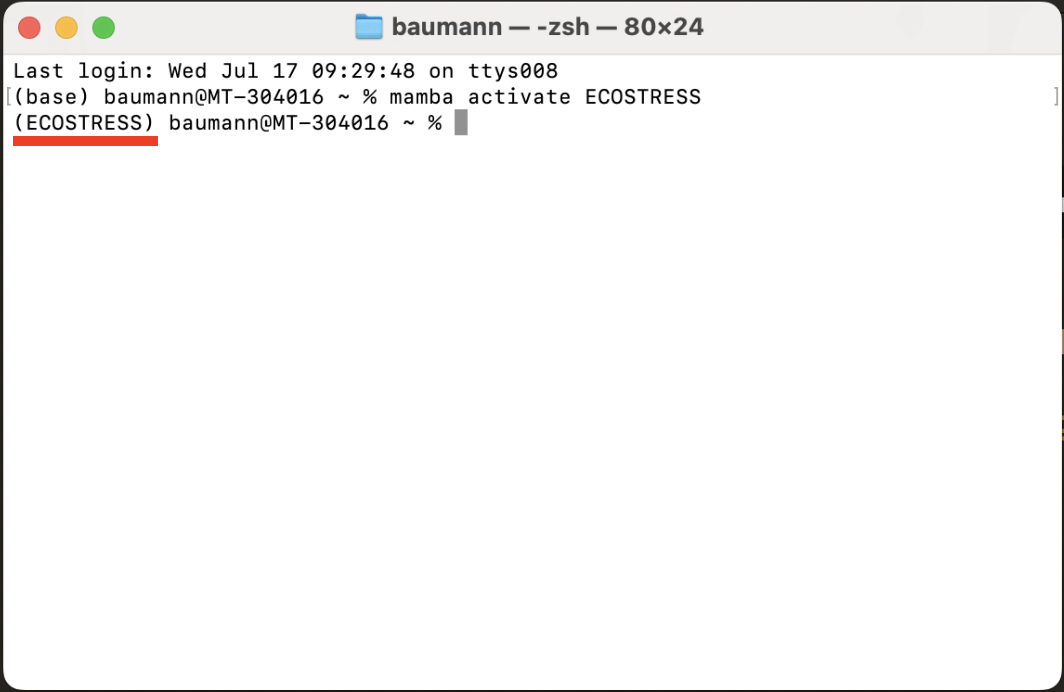 baumann — -zsh — 80×24
Last login: Wed Jul 17 09:29:48 on ttys008
[(base) baumann@MT-304016 ~ % mamba activate ECOSTRESS ]
(ECOSTRESS) baumann@MT-304016 ~ %